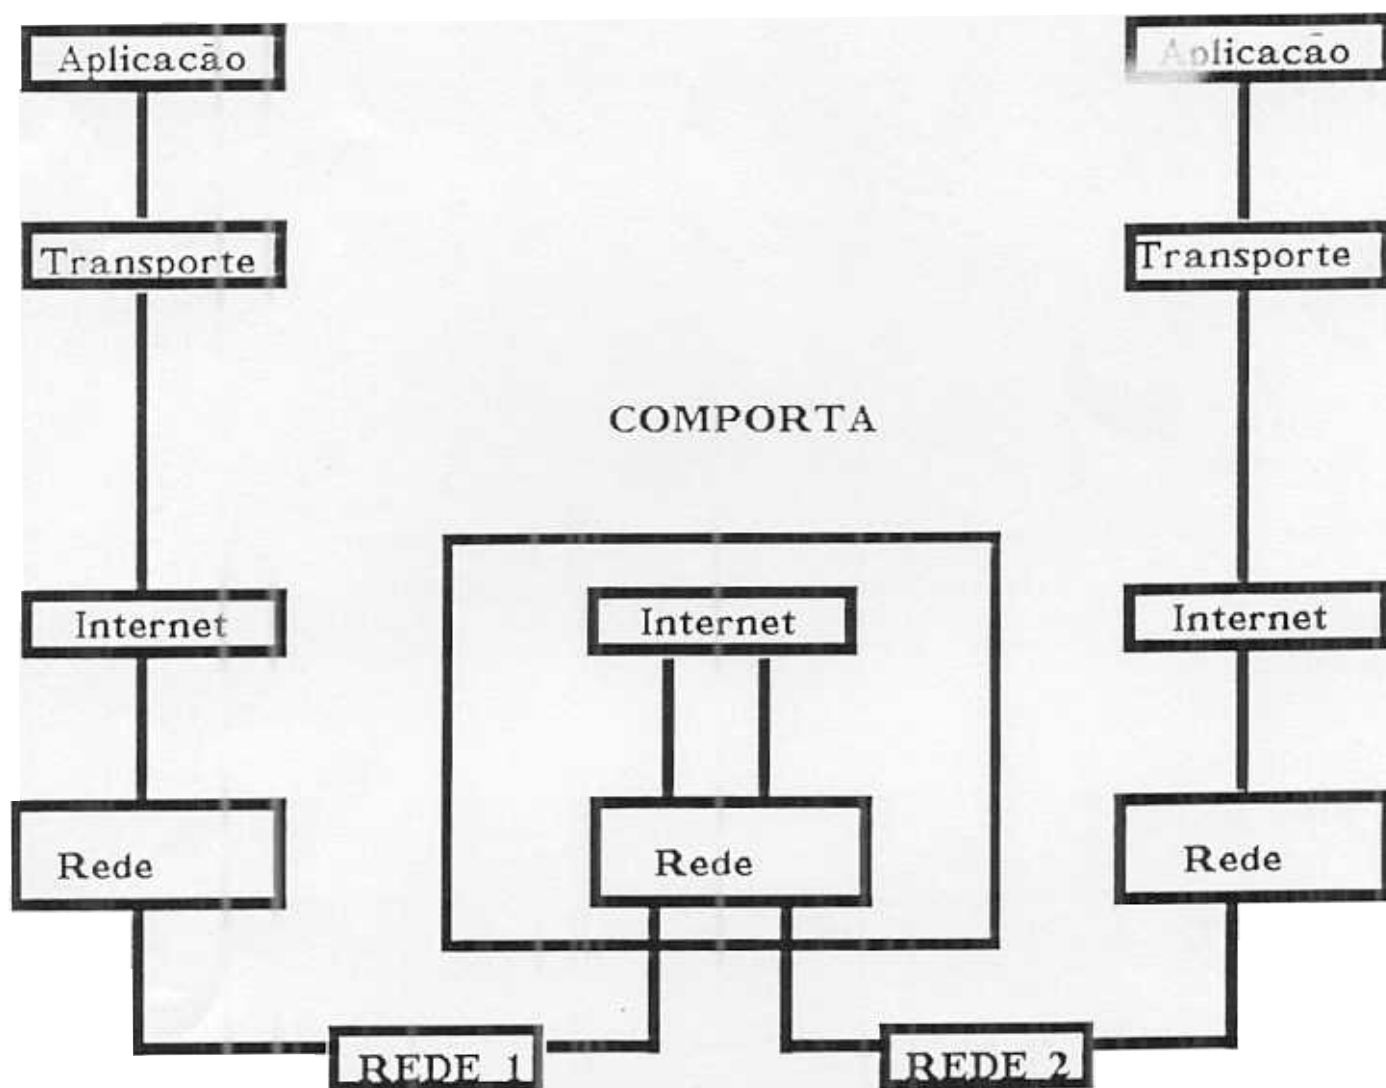 Aplicacão
Aplicacão
Transporte
Transporte
COMPORTA
Internet
Internet
Internet
Rede
Rede
Rede
REDE 1
REDE 2